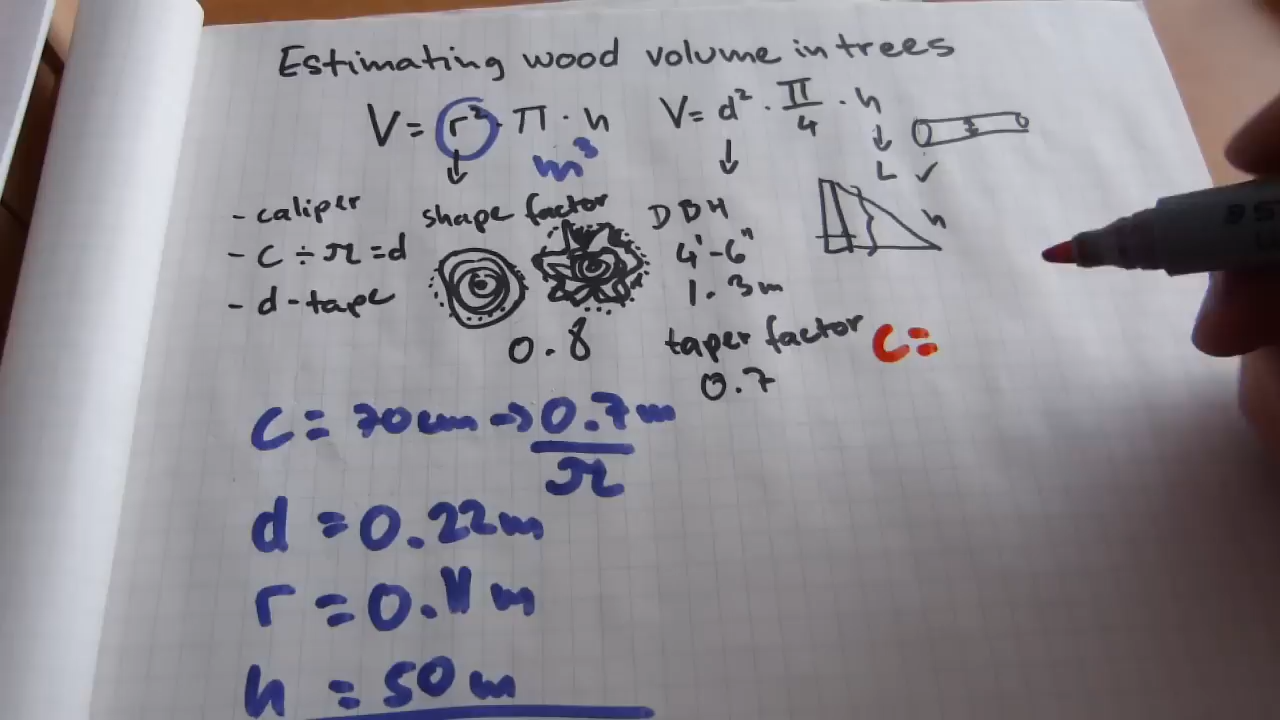 Estimating wood volume in trees
V = r² · π · h
V = d² · π/4 · h
m³
L ✓
- caliper
- C ÷ π = d
- d-tape
shape factor
0.8
DBH
4'-6"
1.3m
h
taper factor
0.7
C=
C = 70cm → 0.7m/π
d = 0.22m
r = 0.11m
h = 50m